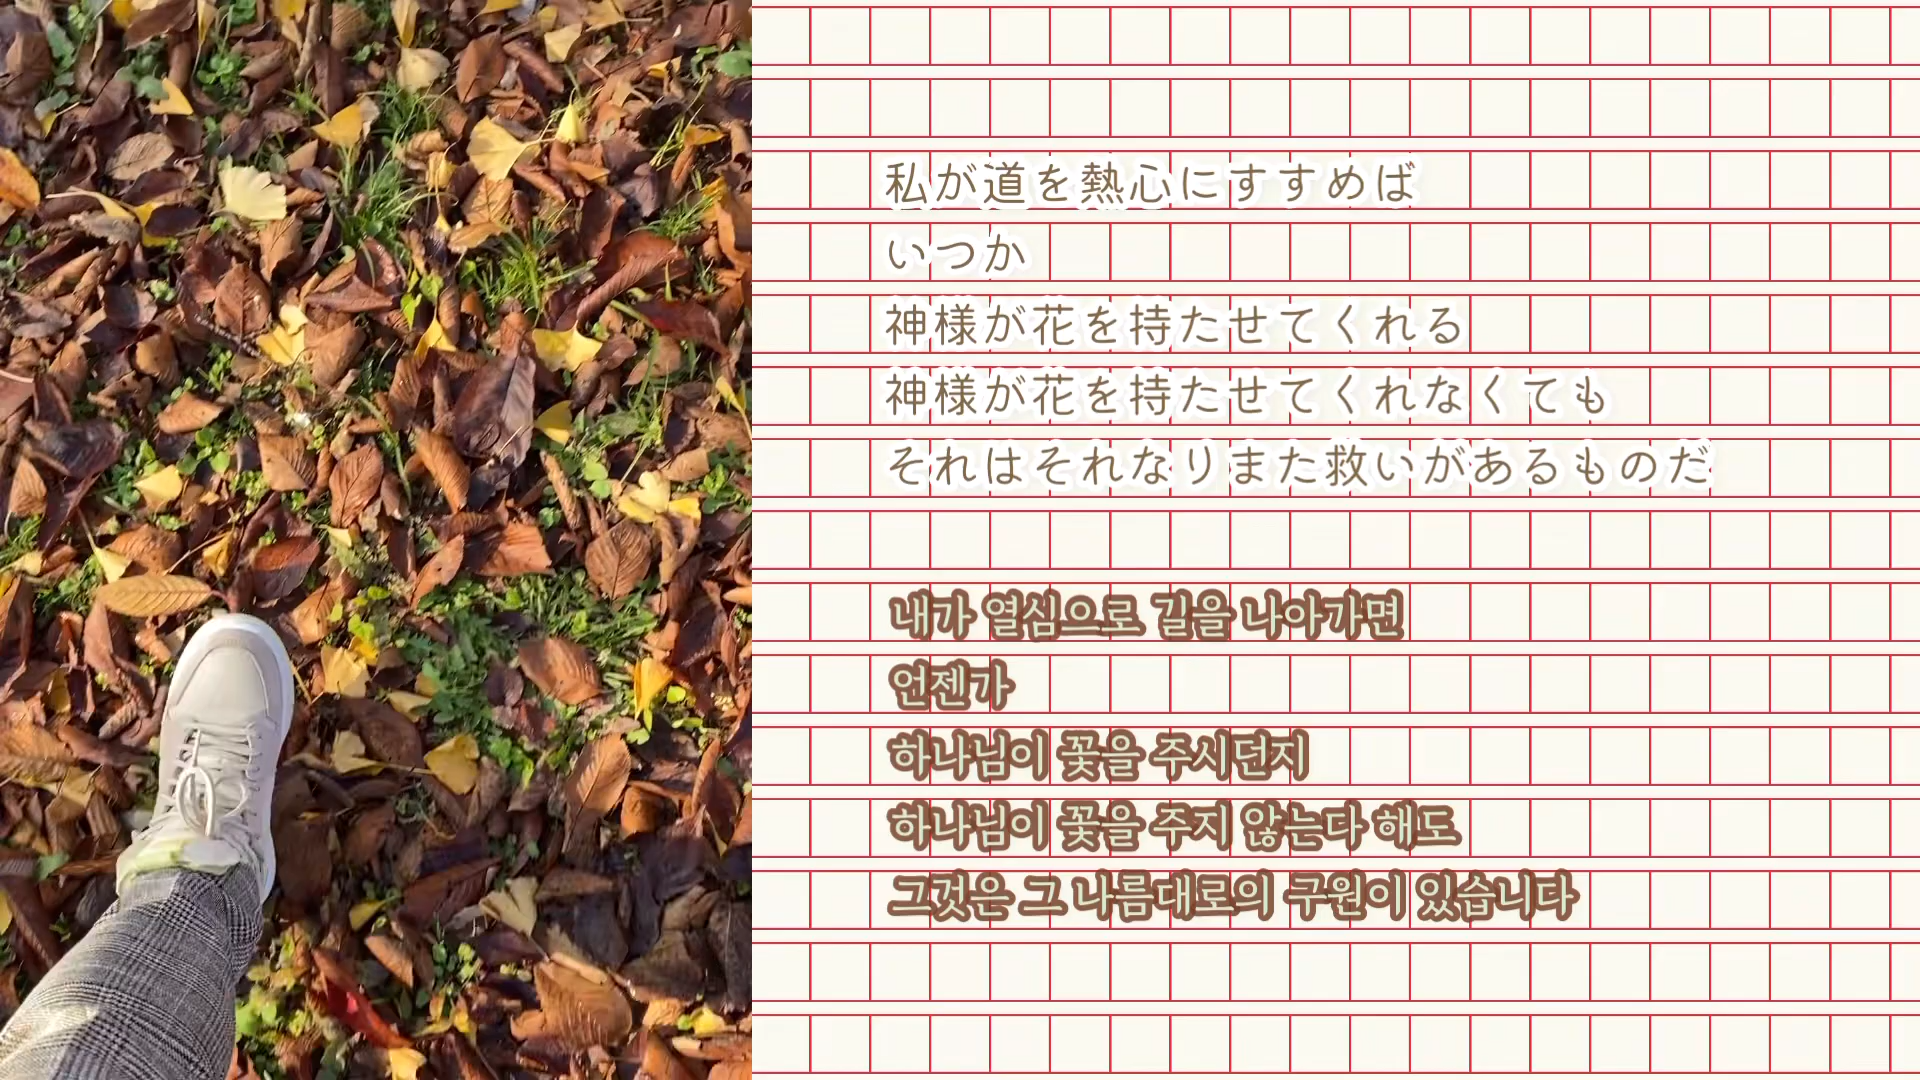 私が道を熱心にすすめば
いつか
神様が花を持たせてくれる
神様が花を持たせてくれなくても
それはそれなりまた救いがあるものだ
내가 열심으로 길을 나아가면
언젠가
하나님이 꽃을 주시던지
하나님이 꽃을 주지 않는다 해도
그것은 그 나름대로의 구원이 있습니다